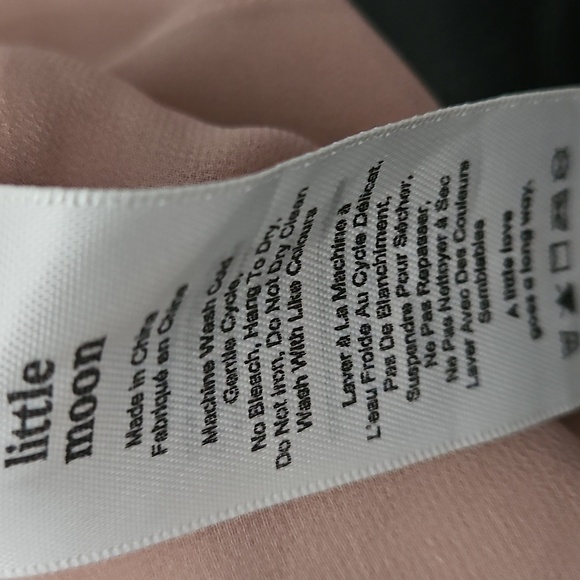 little
moon
Made in China
Fabriqué en China
Machine Wash Cold
Gentle Cycle,
No Bleach, Hang To Dry,
Do Not Iron, Do Not Dry Clean
Wash With Like Colours
Laver à La Machine à
L'eau Froide Au Cycle Délicat,
Pas De Blanchiment,
Suspendre Pour Sécher,
Ne Pas Repasser,
Ne Pas Nettoyer à Sec
Laver Avec Des Couleurs
Semblables
A little love
goes a long way.